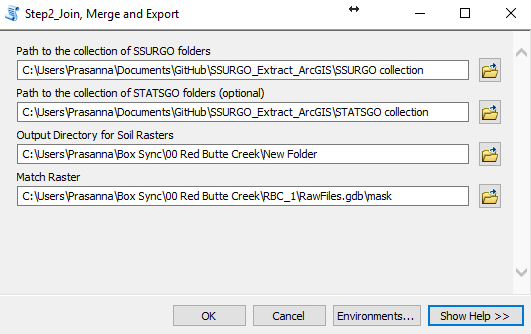 Step2_Join, Merge and Export
Path to the collection of SSURGO folders
C:\Users\Prasanna\Documents\GitHub\SSURGO_Extract_ArcGIS\SSURGO collection
Path to the collection of STATSGO folders (optional)
C:\Users\Prasanna\Documents\GitHub\SSURGO_Extract_ArcGIS\STATSGO collection
Output Directory for Soil Rasters
C:\Users\Prasanna\Box Sync\00 Red Butte Creek\New Folder
Match Raster
C:\Users\Prasanna\Box Sync\00 Red Butte Creek\RBC_1\RawFiles.gdb\mask
OK Cancel Environments... Show Help >>